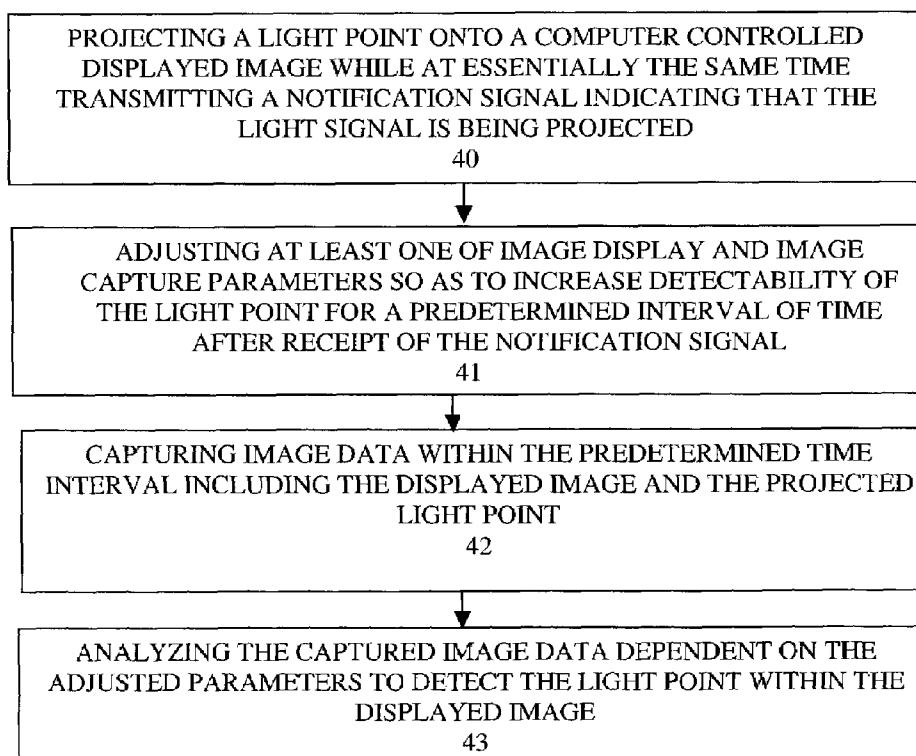 PROJECTING A LIGHT POINT ONTO A COMPUTER CONTROLLED
DISPLAYED IMAGE WHILE AT ESSENTIALLY THE SAME TIME
TRANSMITTING A NOTIFICATION SIGNAL INDICATING THAT THE
LIGHT SIGNAL IS BEING PROJECTED
40
ADJUSTING AT LEAST ONE OF IMAGE DISPLAY AND IMAGE
CAPTURE PARAMETERS SO AS TO INCREASE DETECTABILITY OF
THE LIGHT POINT FOR A PREDETERMINED INTERVAL OF TIME
AFTER RECEIPT OF THE NOTIFICATION SIGNAL
41
CAPTURING IMAGE DATA WITHIN THE PREDETERMINED TIME
INTERVAL INCLUDING THE DISPLAYED IMAGE AND THE PROJECTED
LIGHT POINT
42
ANALYZING THE CAPTURED IMAGE DATA DEPENDENT ON THE
ADJUSTED PARAMETERS TO DETECT THE LIGHT POINT WITHIN THE
DISPLAYED IMAGE
43